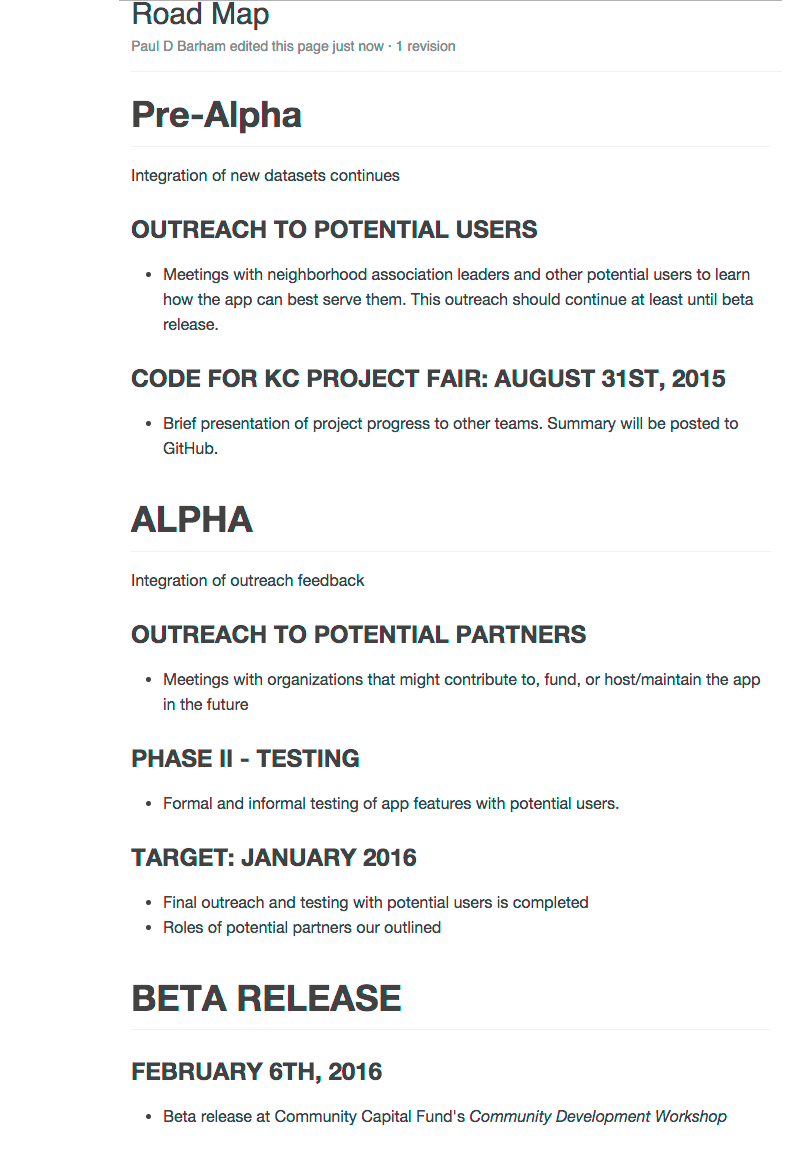 Road Map
Paul D Barham edited this page just now · 1 revision
Pre-Alpha
Integration of new datasets continues
OUTREACH TO POTENTIAL USERS
• Meetings with neighborhood association leaders and other potential users to learn
how the app can best serve them. This outreach should continue at least until beta
release.
CODE FOR KC PROJECT FAIR: AUGUST 31ST, 2015
• Brief presentation of project progress to other teams. Summary will be posted to
GitHub.
ALPHA
Integration of outreach feedback
OUTREACH TO POTENTIAL PARTNERS
• Meetings with organizations that might contribute to, fund, or host/maintain the app
in the future
PHASE II - TESTING
• Formal and informal testing of app features with potential users.
TARGET: JANUARY 2016
• Final outreach and testing with potential users is completed
• Roles of potential partners our outlined
BETA RELEASE
FEBRUARY 6TH, 2016
• Beta release at Community Capital Fund's Community Development Workshop